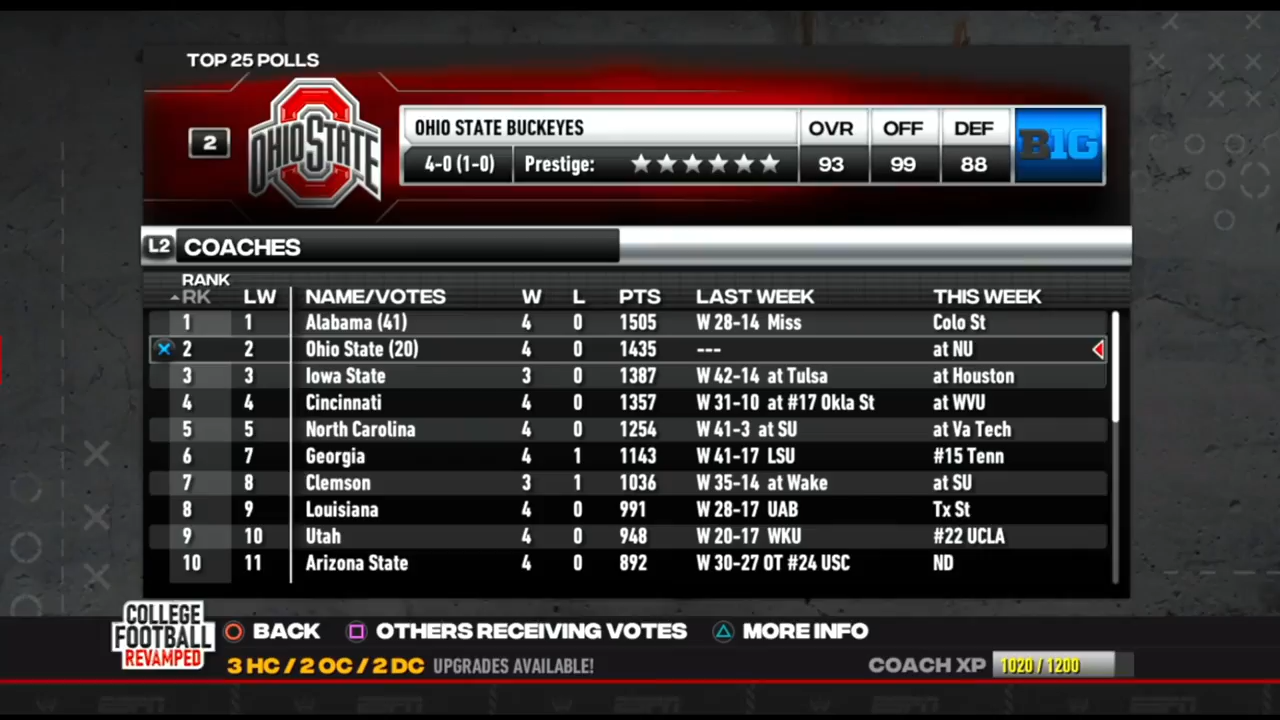 TOP 25 POLLS
2
OHIO STATE
OHIO STATE BUCKEYES OVR OFF DEF
4-0 (1-0) Prestige: 93 99 88
B1G
L2 COACHES
RANK
RK LW NAME/VOTES W L PTS LAST WEEK THIS WEEK
1 1 Alabama (41) 4 0 1505 W 28-14 Miss Colo St
2 2 Ohio State (20) 4 0 1435 --- at NU
3 3 Iowa State 3 0 1387 W 42-14 at Tulsa at Houston
4 4 Cincinnati 4 0 1357 W 31-10 at #17 Okla St at WVU
5 5 North Carolina 4 0 1254 W 41-3 at SU at Va Tech
6 7 Georgia 4 1 1143 W 41-17 LSU #15 Tenn
7 8 Clemson 3 1 1036 W 35-14 at Wake at SU
8 9 Louisiana 4 0 991 W 28-17 UAB Tx St
9 10 Utah 4 0 948 W 20-17 WKU #22 UCLA
10 11 Arizona State 4 0 892 W 30-27 OT #24 USC ND
COLLEGE FOOTBALL REVAMPED
BACK OTHERS RECEIVING VOTES MORE INFO
3 HC / 2 OC / 2 DC UPGRADES AVAILABLE! COACH XP 1020 / 1200